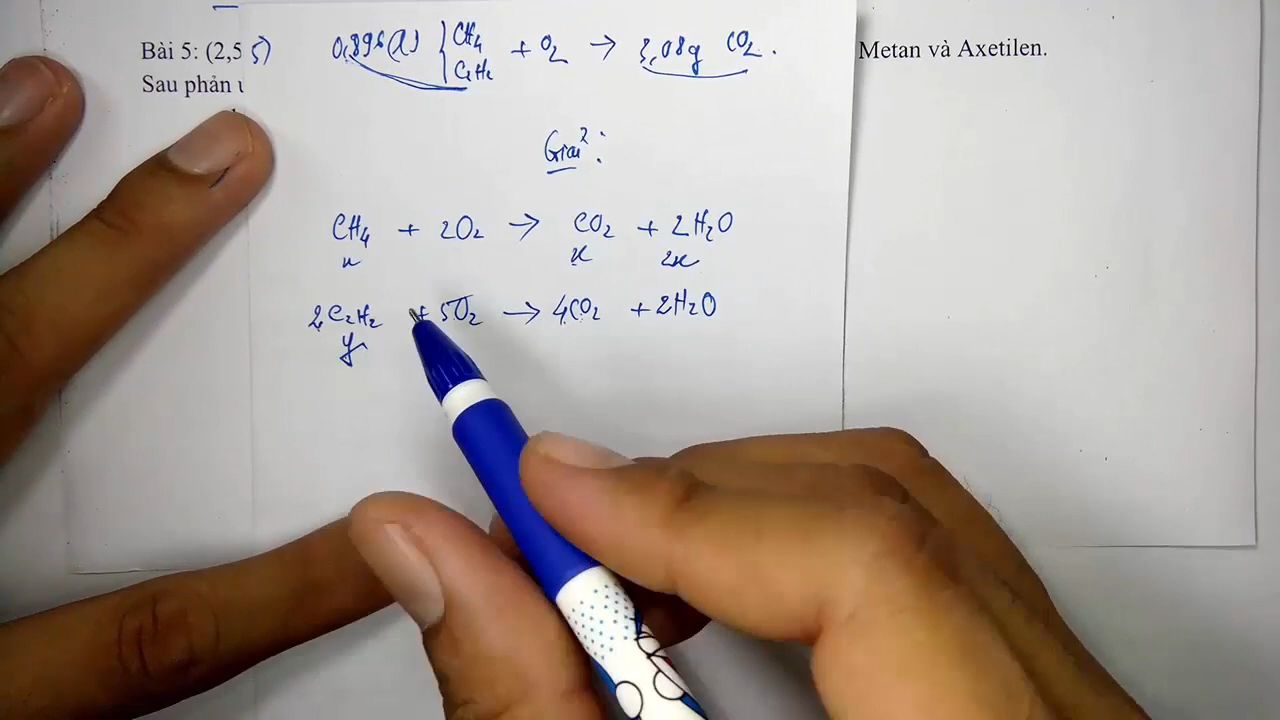 Bài 5: (2,5 5) 0,896(l) { CH₄ C₂H₂ + O₂ → 3,08g CO₂. Metan và Axetilen.
Sau phản ứ
Giải:
CH₄ + 2O₂ → CO₂ + 2H₂O
x x 2x
2C₂H₂ + 5O₂ → 4CO₂ + 2H₂O
y